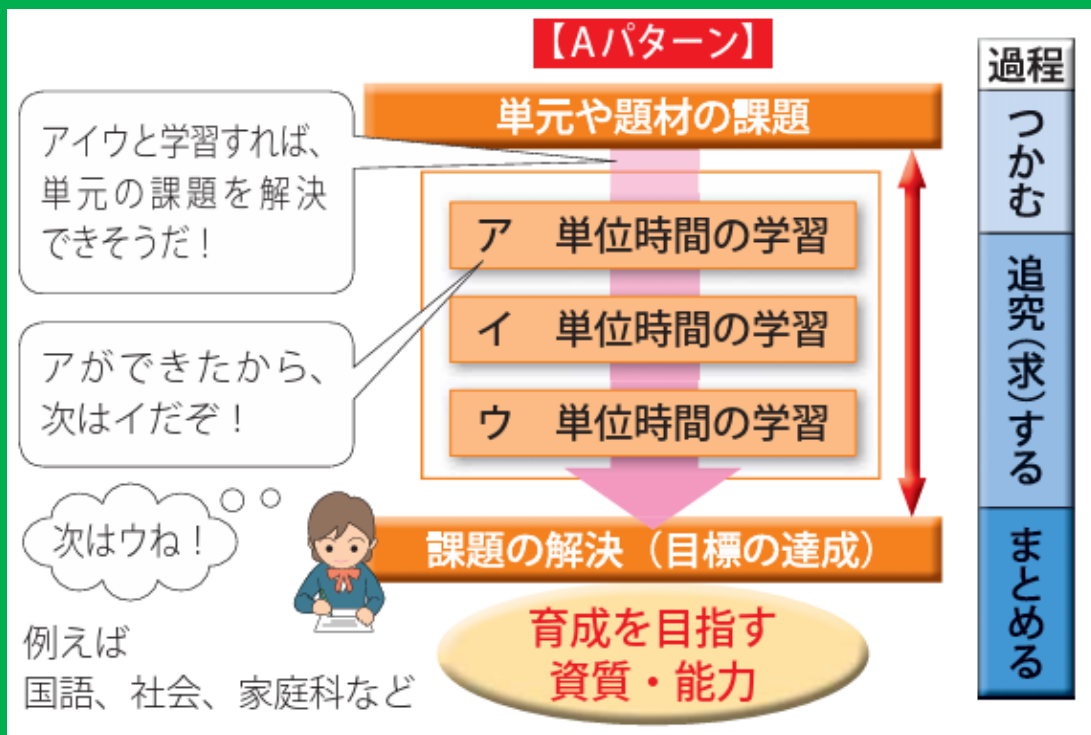 【Aパターン】
過程
単元や題材の課題
アイウと学習すれば、
単元の課題を解決
できそうだ！
ア　単位時間の学習
イ　単位時間の学習
ウ　単位時間の学習
アができたから、
次はイだぞ！
次はウね！
課題の解決（目標の達成）
育成を目指す
資質・能力
例えば
国語、社会、家庭科など
つかむ
追究（求）する
まとめる